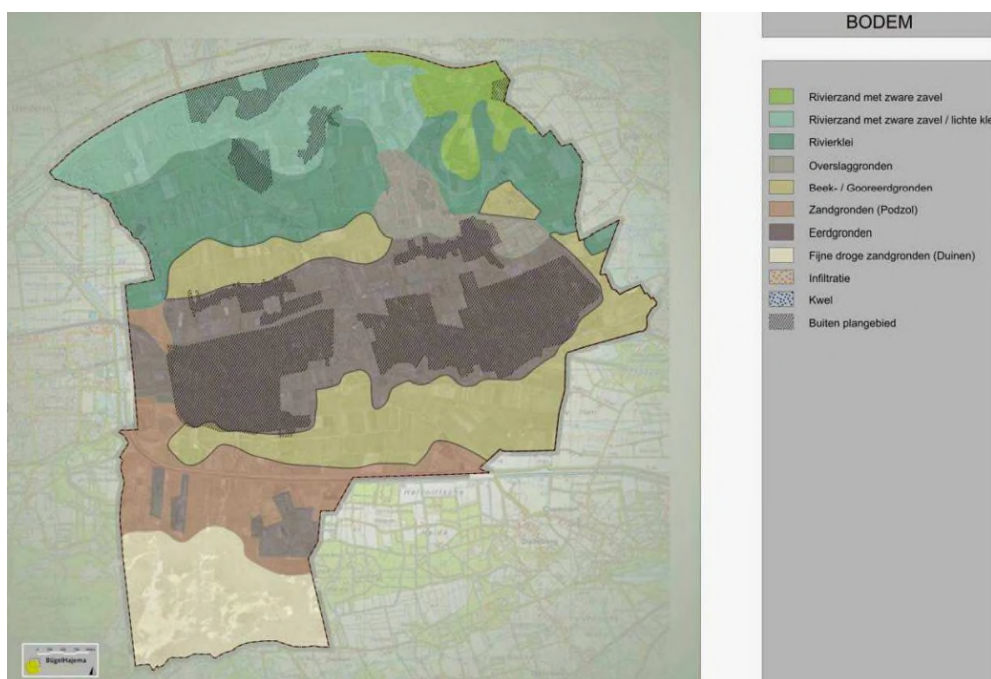 BODEM
Rivierzand met zware zavel
Rivierzand met zware zavel / lichte kle
Rivierklei
Overslaggronden
Beek- / Gooreerdgronden
Zandgronden (Podzol)
Eerdgronden
Fijne droge zandgronden (Duinen)
Infiltratie
Kwel
Buiten plangebied
BügelHajema